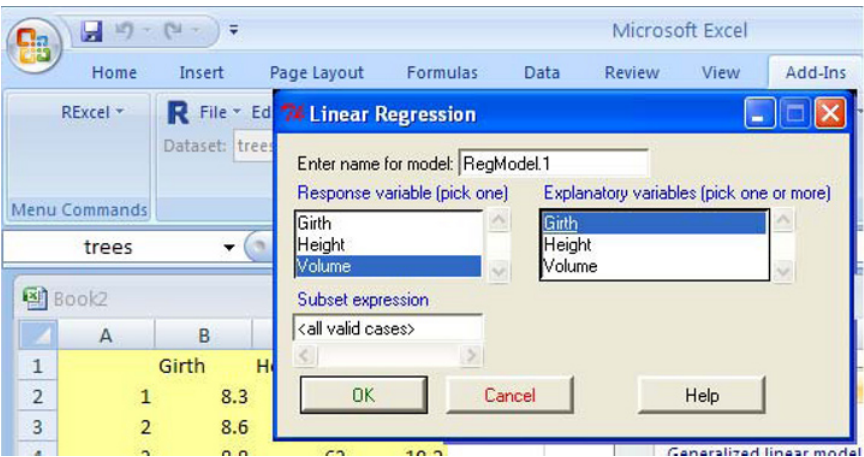 Microsoft Excel
Home Insert Page Layout Formulas Data Review View Add-Ins
RExcel R File Ed
Dataset: trees
Menu Commands
trees
Book2
A B
1 Girth
2 1 8.3
3 2 8.6
Linear Regression
Enter name for model: RegModel.1
Response variable (pick one) Explanatory variables (pick one or more)
Girth Girth
Height Height
Volume Volume
Subset expression
<all valid cases>
OK Cancel Help
Generalized linear mode